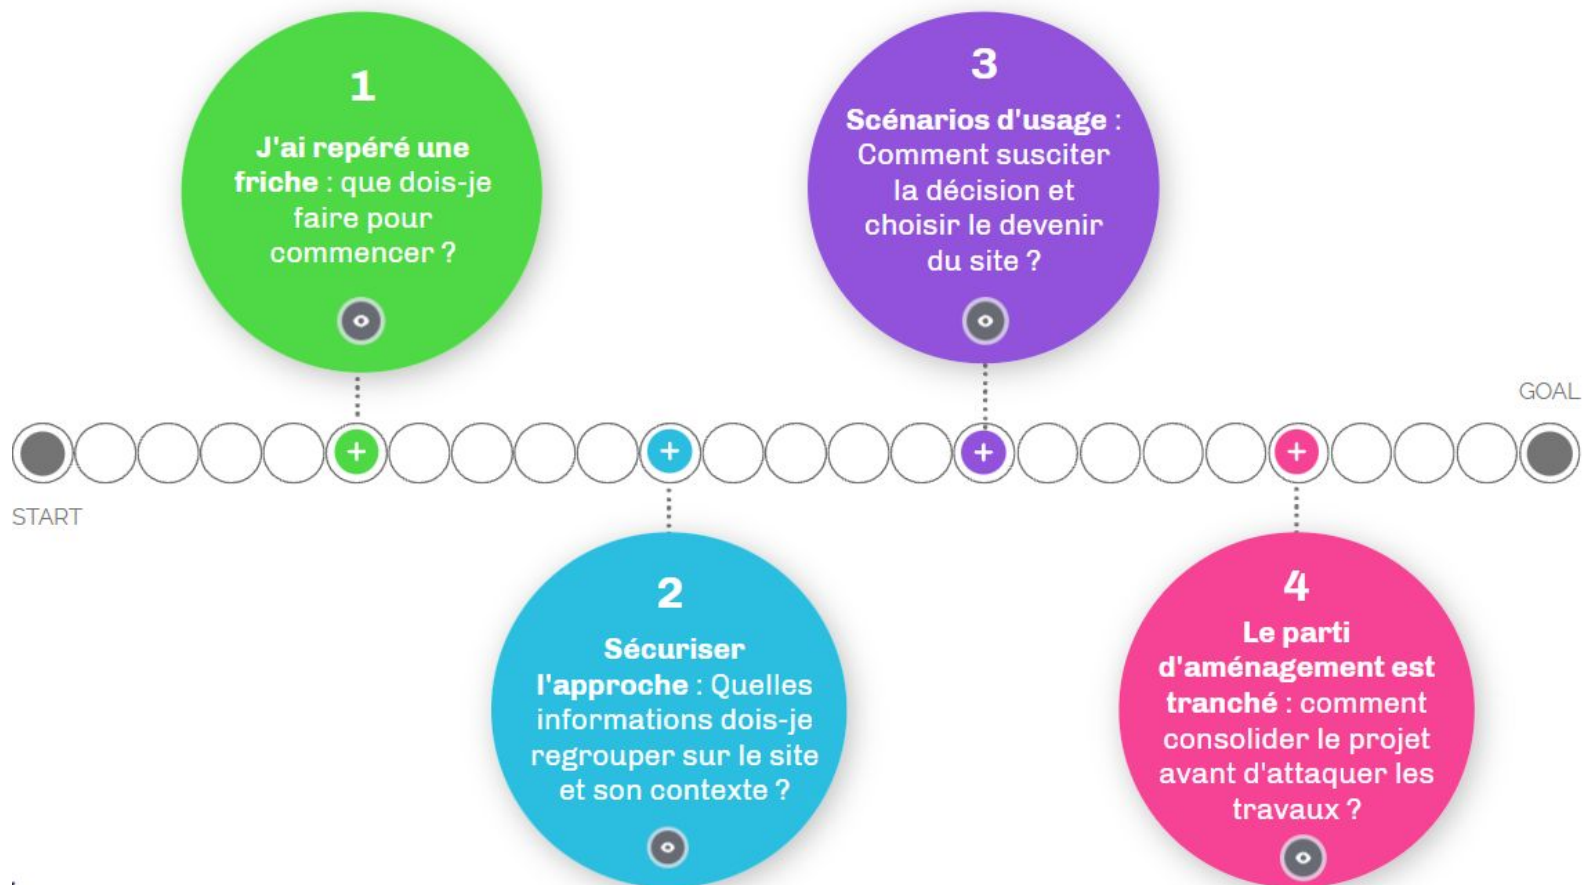 1
J'ai repéré une
friche : que dois-je
faire pour
commencer ?
3
Scénarios d'usage :
Comment susciter
la décision et
choisir le devenir
du site ?
GOAL
START
2
Sécuriser
l'approche : Quelles
informations dois-je
regrouper sur le site
et son contexte ?
4
Le parti
d'aménagement est
tranché : comment
consolider le projet
avant d'attaquer les
travaux ?